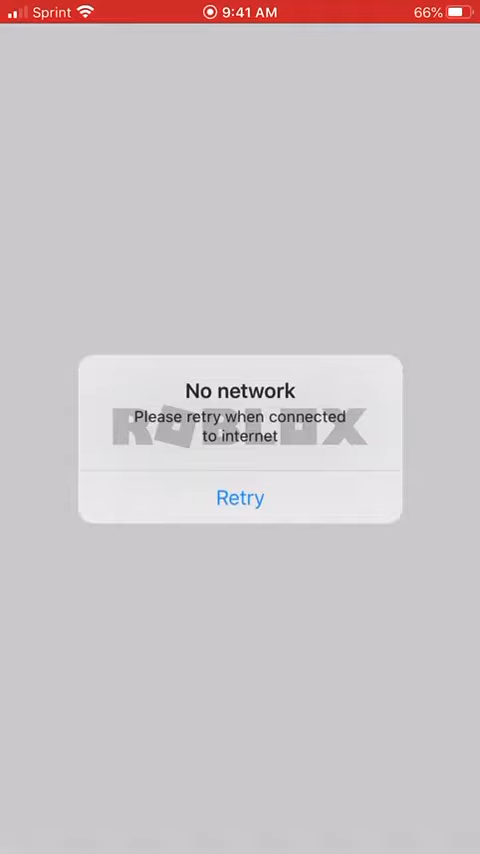 Sprint 9:41 AM 66%
No network
Please retry when connected
to internet
ROBLOX
Retry